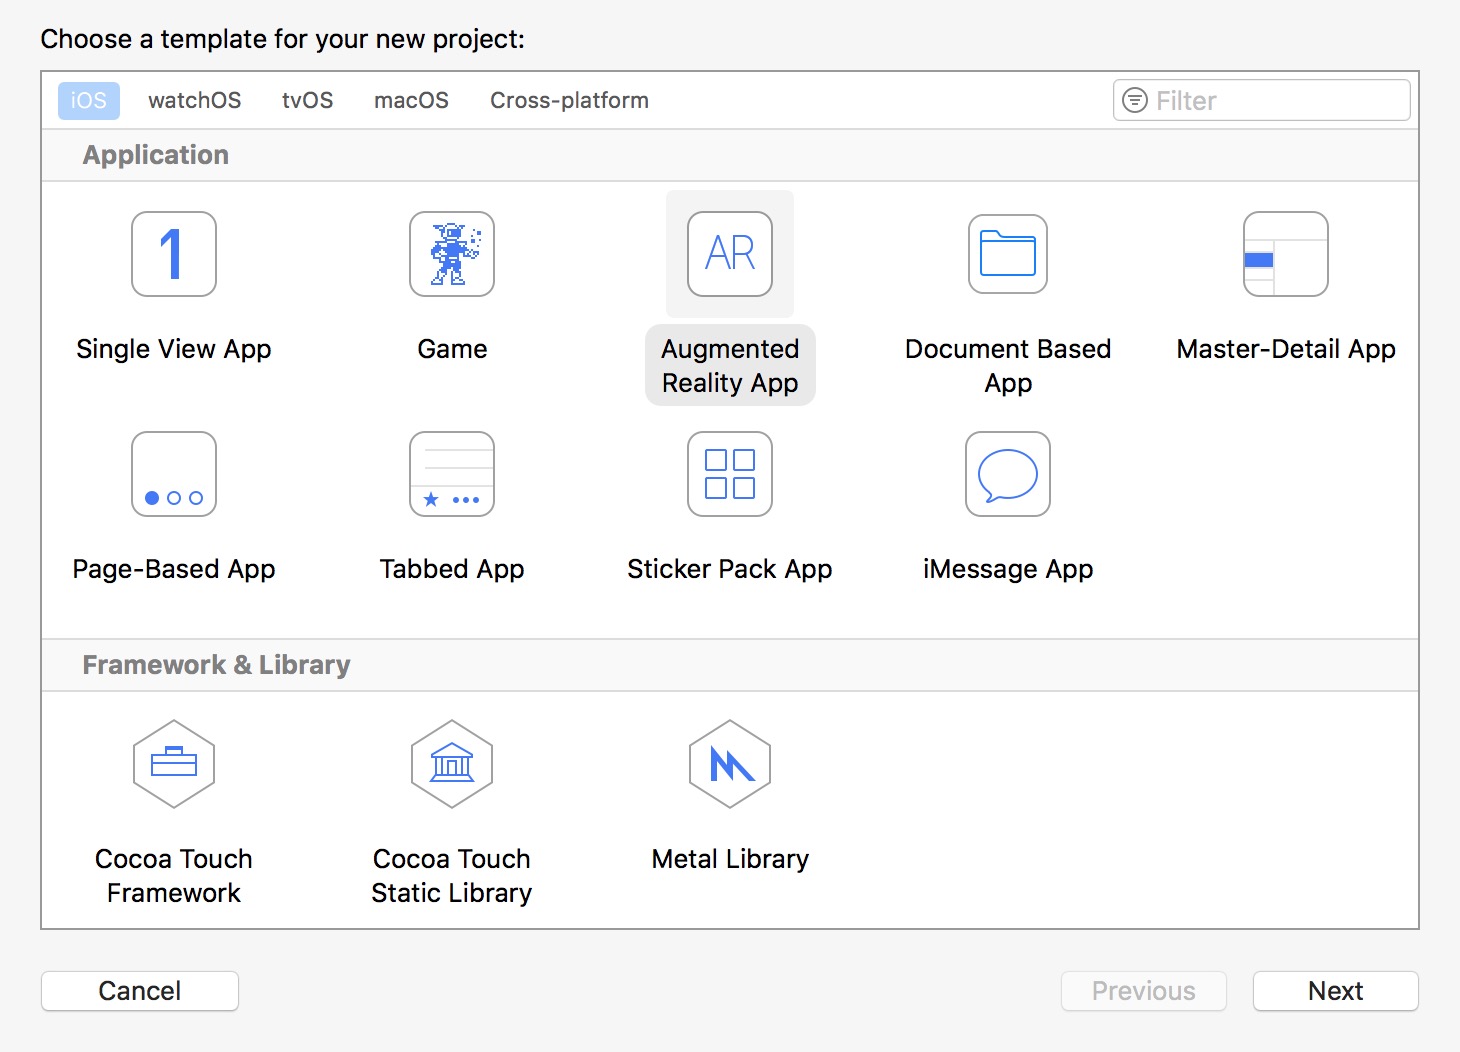 Choose a template for your new project:
iOS watchOS tvOS macOS Cross-platform Filter
Application
1
AR
Single View App
Game
Augmented
Reality App
Document Based
App
Master-Detail App
Page-Based App
Tabbed App
Sticker Pack App
iMessage App
Framework & Library
Cocoa Touch
Framework
Cocoa Touch
Static Library
Metal Library
Cancel Previous Next